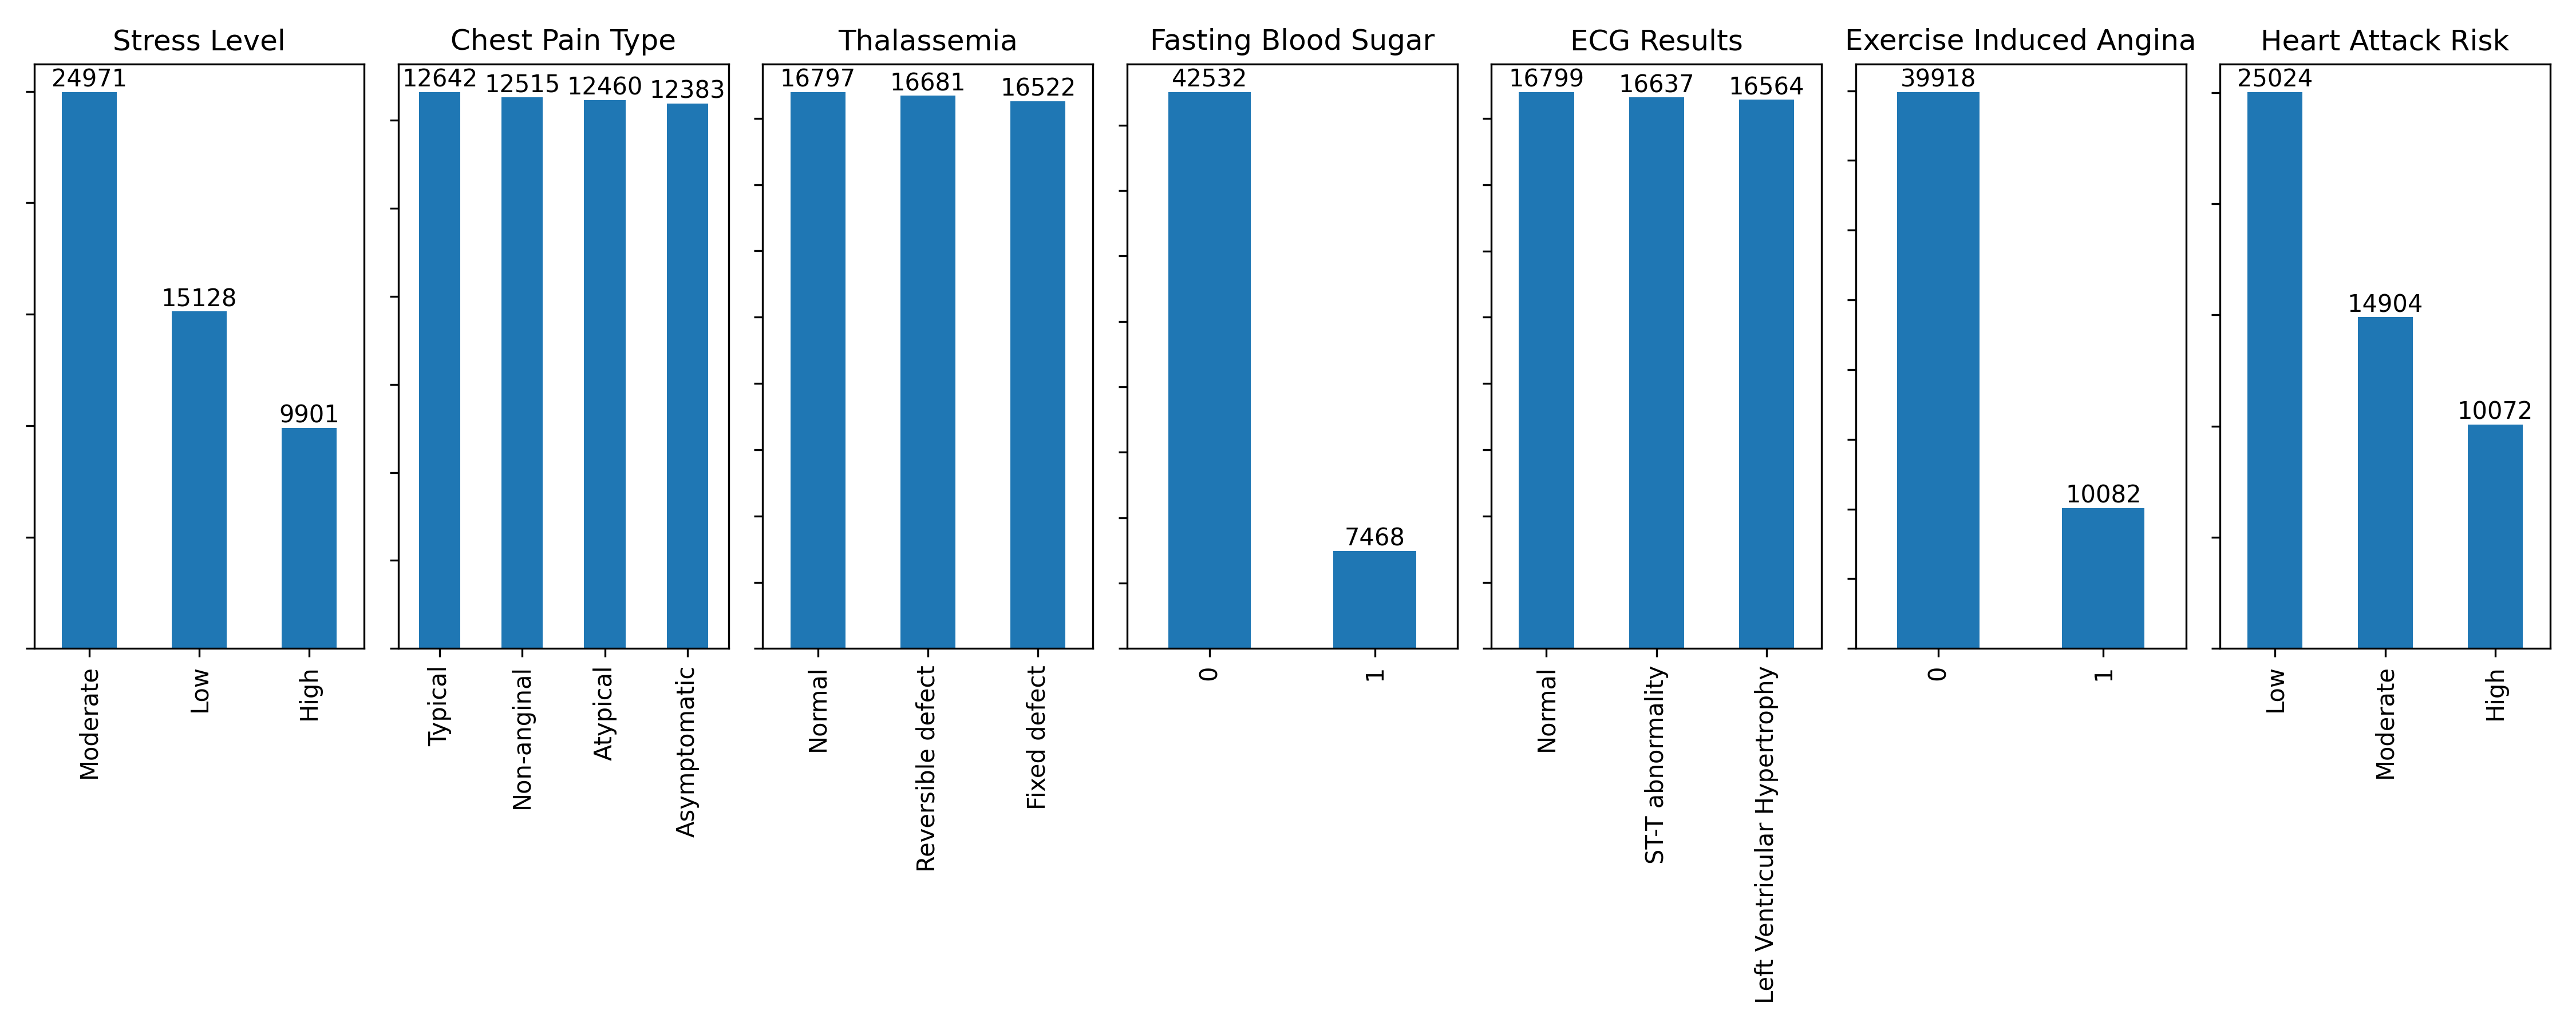 Stress Level
24971
15128
9901
Moderate
Low
High
Chest Pain Type
12642
12515
12460
12383
Typical
Non-anginal
Atypical
Asymptomatic
Thalassemia
16797
16681
16522
Normal
Reversible defect
Fixed defect
Fasting Blood Sugar
42532
7468
0
1
ECG Results
16799
16637
16564
Normal
ST-T abnormality
Left Ventricular Hypertrophy
Exercise Induced Angina
39918
10082
0
1
Heart Attack Risk
25024
14904
10072
Low
Moderate
High